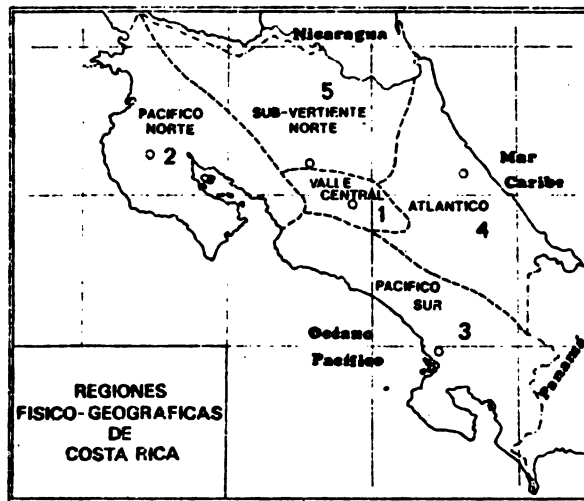 Nicaragua
5
PACIFICO
NORTE
SUB-VERTIENTE
NORTE
2
Mar
Caribe
VALLE
CENTRAL
1
ATLANTICO
4
PACIFICO
SUR
3
Océano
Pacífico
Panamá
REGIONES
FISICO-GEOGRAFICAS
DE
COSTA RICA